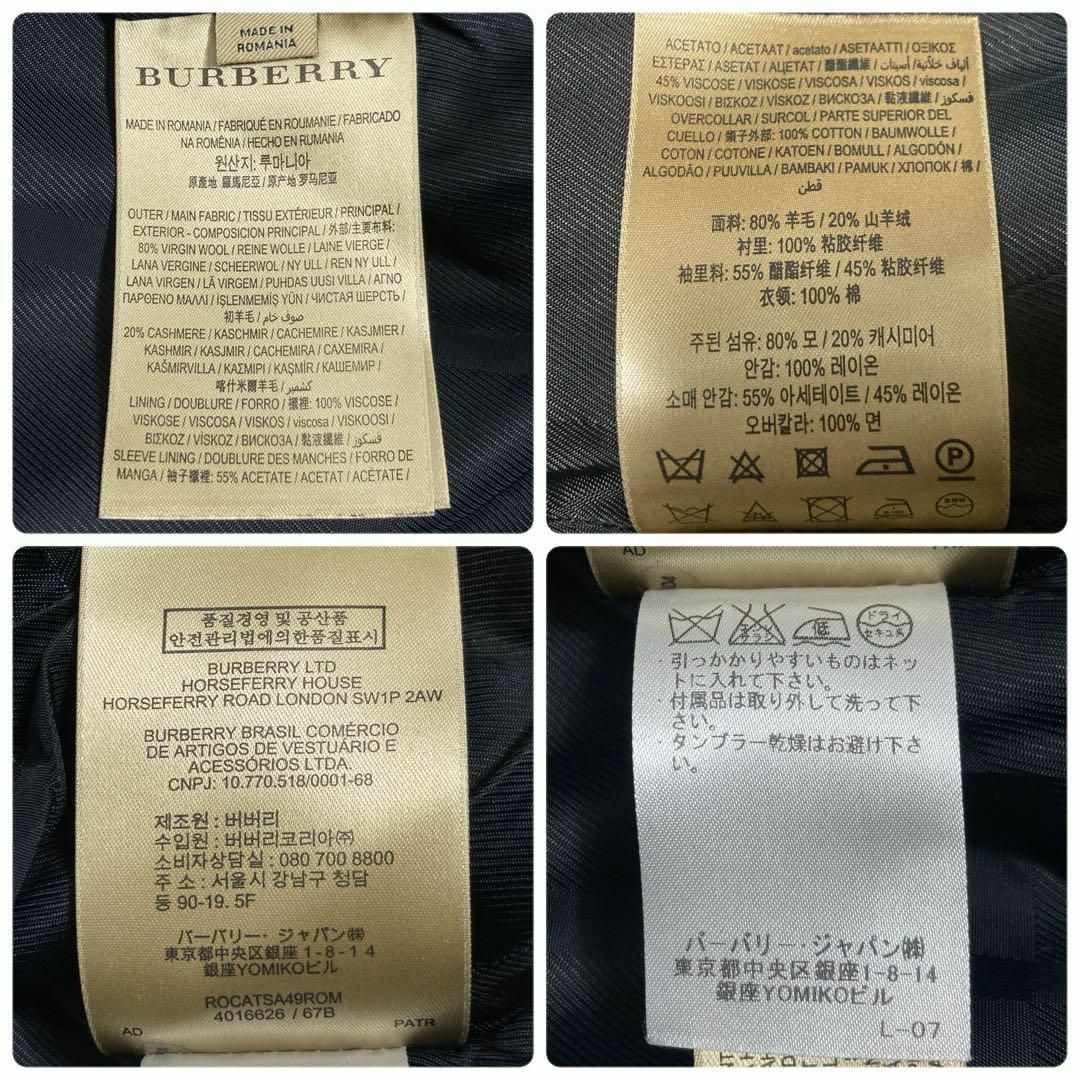 MADE IN
ROMANIA
BURBERRY
MADE IN ROMANIA / FABRIQUÉ EN ROUMANIE / FABRICADO
NA ROMÊNIA / HECHO EN RUMANIA
원산지: 루마니아
原產地 羅馬尼亞 / 原产地 罗马尼亚
OUTER / MAIN FABRIC / TISSU EXTÉRIEUR / PRINCIPAL /
EXTERIOR - COMPOSICION PRINCIPAL / 外部/主要布料:
80% VIRGIN WOOL / REINE WOLLE / LAINE VIERGE /
LANA VERGINE / SCHEERWOL / NY ULL / REN NY ULL /
LANA VIRGEN / LÃ VIRGEM / PUHDAS UUSI VILLA / ΑΓΝΟ
ΠΑΡΘΕΝΟ ΜΑΛΛΙ / İŞLENMEMİŞ YÜN / ЧИСТАЯ ШЕРСТЬ /
初羊毛 / صوف خام /
20% CASHMERE / KASCHMIR / CACHEMIRE / KASJMIER /
KASHMIR / KASJMIR / CACHEMIRA / CAXEMIRA /
KAŠMIRVILLA / ΚΑΣΜΙΡΙ / KAŞMİR / КАШЕМИР /
喀什米爾羊毛 / كشمير
LINING / DOUBLURE / FORRO / 襯裡: 100% VISCOSE /
VISKOSE / VISCOSA / VISKOS / viscosa / VISKOOSI /
ΒΙΣΚΟΖ / VİSKOZ / ВИСКОЗА / 黏液纖維 / فسكوز
SLEEVE LINING / DOUBLURE DES MANCHES / FORRO DE
MANGA / 袖子襯裡: 55% ACETATE / ACETAT / ACÉTATE /
ACETATO / ACETAAT / acetato / ASETAATTI / ΟΞΙΚΟΣ
ΕΣΤΕΡΑΣ / ASETAT / АЦЕТАТ / 醋酯纖維 / ألياف خلاتية/ أسيتات
45% VISCOSE / VISKOSE / VISCOSA / VISKOS / viscosa /
VISKOOSI / ΒΙΣΚΟΖ / VİSKOZ / ВИСКОЗА / 黏液纖維 / فسكوز
OVERCOLLAR / SURCOL / PARTE SUPERIOR DEL
CUELLO / 領子外部: 100% COTTON / BAUMWOLLE /
COTON / COTONE / KATOEN / BOMULL / ALGODÓN /
ALGODÃO / PUUVILLA / ΒΑΜΒΑΚΙ / PAMUK / ХЛОПОК / 棉 /
قطن
面料: 80% 羊毛 / 20% 山羊绒
衬里: 100% 粘胶纤维
袖里料: 55% 醋酯纤维 / 45% 粘胶纤维
衣领: 100% 棉
주된 섬유: 80% 모 / 20% 캐시미어
안감: 100% 레이온
소매 안감: 55% 아세테이트 / 45% 레이온
오버칼라: 100% 면
P
품질경영 및 공산품
안전관리법에의한품질표시
BURBERRY LTD
HORSEFERRY HOUSE
HORSEFERRY ROAD LONDON SW1P 2AW
BURBERRY BRASIL COMÉRCIO
DE ARTIGOS DE VESTUÁRIO E
ACESSÓRIOS LTDA.
CNPJ: 10.770.518/0001-68
제조원 : 버버리
수입원 : 버버리코리아㈜
소비자상담실 : 080 700 8800
주 소 : 서울시 강남구 청담
동 90-19. 5F
バーバリー・ジャパン㈱
東京都中央区銀座1-8-14
銀座YOMIKOビル
ROCATSA49ROM
4016626 / 67B
AD PATR
AD PATR
エンソ サラシ 低 ドライ セキユ系
・引っかかりやすいものはネッ
トに入れて下さい。
・付属品は取り外して洗って下
さい。
・タンブラー乾燥はお避け下さ
い。
バーバリー・ジャパン㈱
東京都中央区銀座1-8-14
銀座YOMIKOビル
L-07